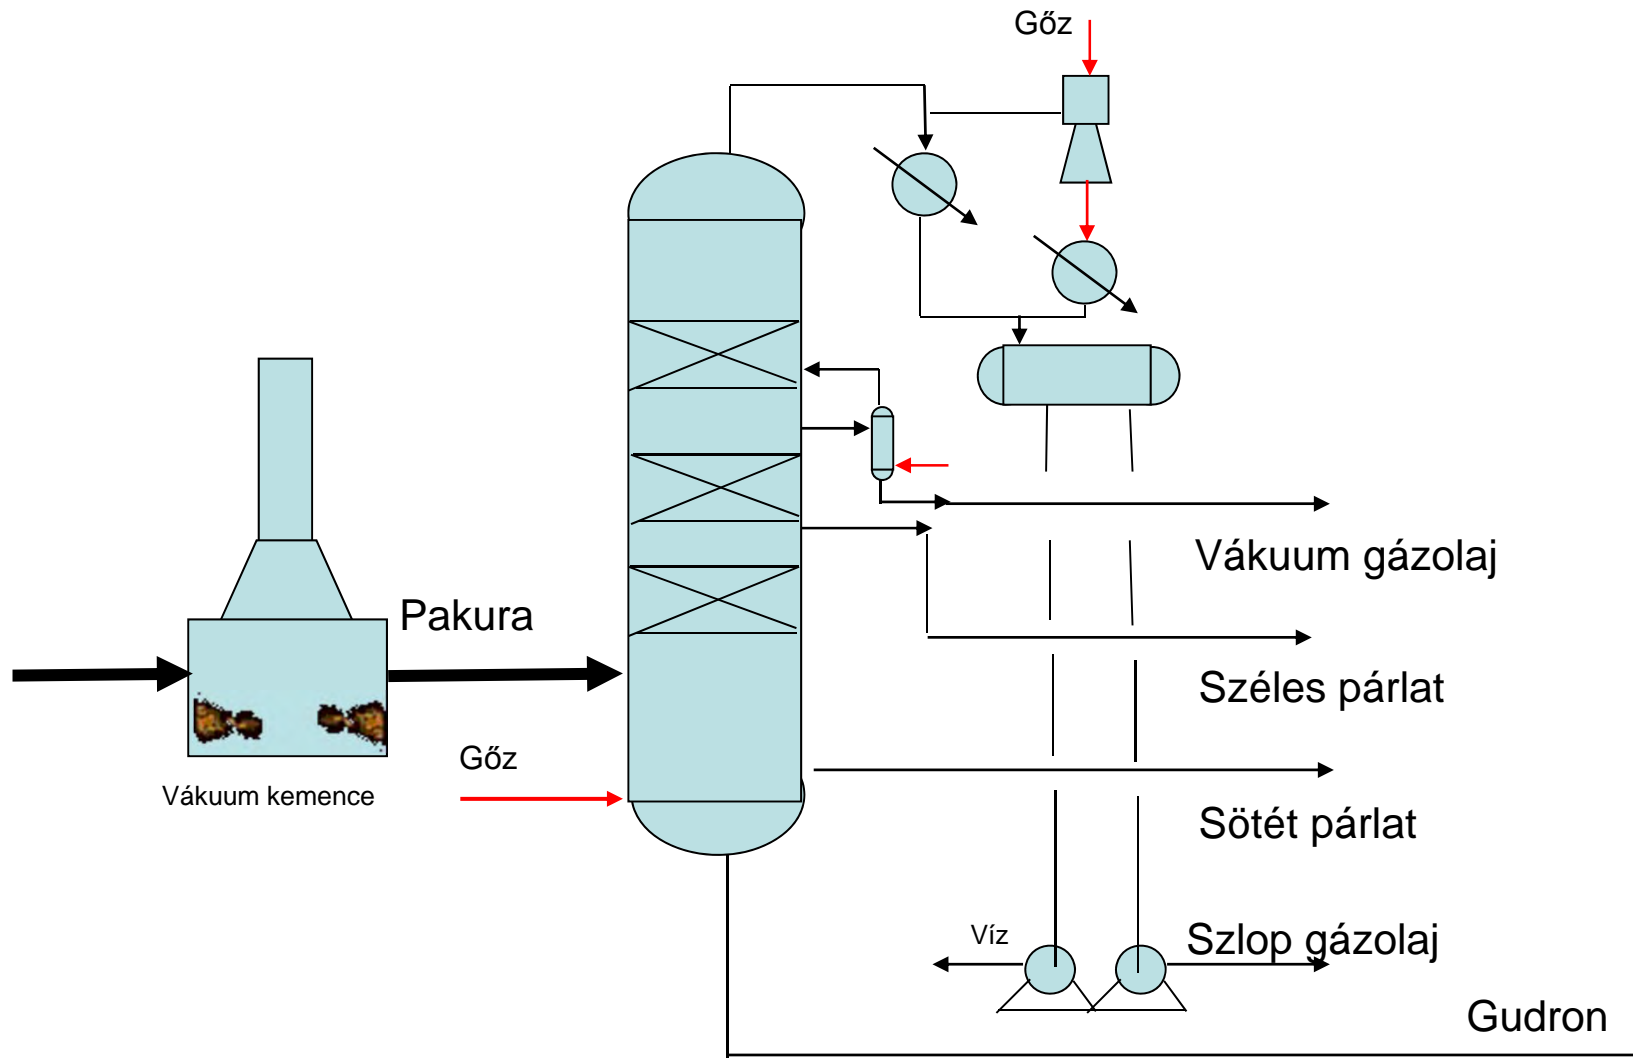 Gőz
Vákuum gázolaj
Pakura
Széles párlat
Gőz
Vákuum kemence
Sötét párlat
Víz
Szlop gázolaj
Gudron